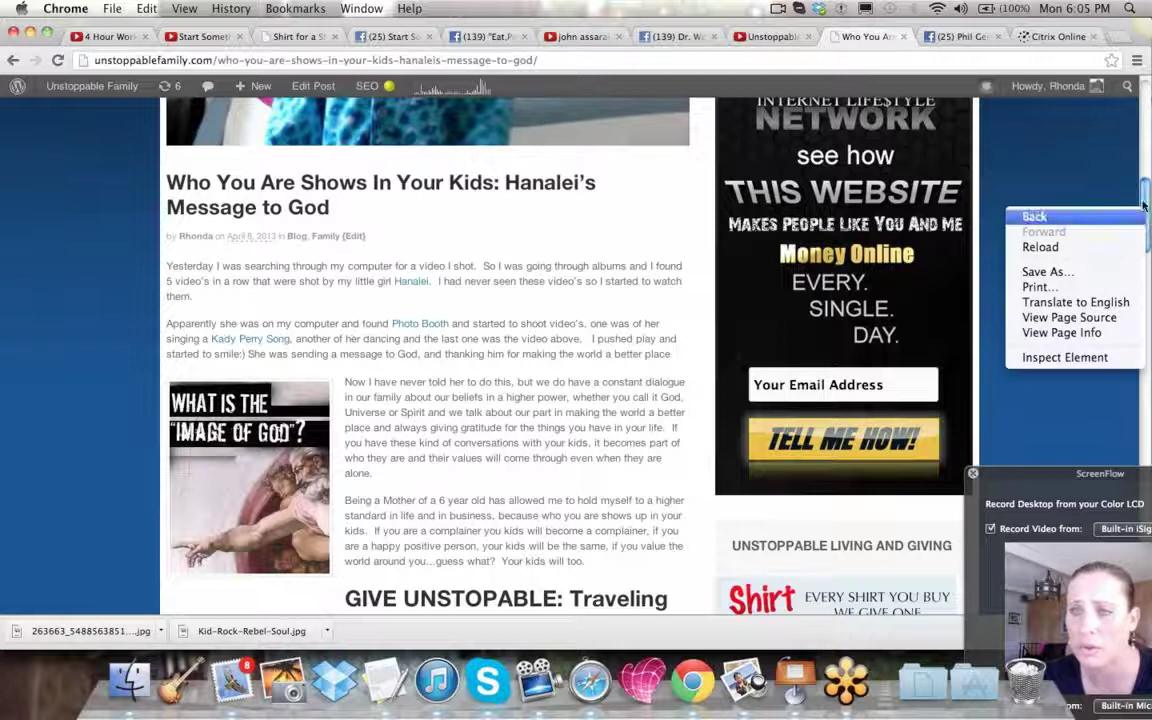 Chrome File Edit View History Bookmarks Window Help (100%) Mon 6:05 PM
4 Hour Wor Start Someti Shirt for a S (25) Start So (139) "Eat,P john assara (139) Dr. W Unstoppabl Who You Are (25) Phil Ge Citrix Online
unstoppablefamily.com/who-you-are-shows-in-your-kids-hanaleis-message-to-god/
Unstoppable Family 6 New Edit Post SEO Howdy, Rhonda
Who You Are Shows In Your Kids: Hanalei's
Message to God
by Rhonda on April 8, 2013 in Blog, Family {Edit}
Yesterday I was searching through my computer for a video I shot. So I was going through albums and I found
5 video's in a row that were shot by my little girl Hanalei. I had never seen these video's so I started to watch
them.
Apparently she was on my computer and found Photo Booth and started to shoot video's, one was of her
singing a Kady Perry Song, another of her dancing and the last one was the video above. I pushed play and
started to smile:) She was sending a message to God, and thanking him for making the world a better place
WHAT IS THE
"IMAGE OF GOD"?
Now I have never told her to do this, but we do have a constant dialogue
in our family about our beliefs in a higher power, whether you call it God,
Universe or Spirit and we talk about our part in making the world a better
place and always giving gratitude for the things you have in your life. If
you have these kind of conversations with your kids, it becomes part of
who they are and their values will come through even when they are
alone.
Being a Mother of a 6 year old has allowed me to hold myself to a higher
standard in life and in business, because who you are shows up in your
kids. If you are a complainer you kids will become a complainer, if you
are a happy positive person, your kids will be the same, if you value the
world around you...guess what? Your kids will too.
GIVE UNSTOPABLE: Traveling
INTERNET LIFE$TYLE
NETWORK
see how
THIS WEBSITE
MAKES PEOPLE LIKE YOU AND ME
Money Online
EVERY.
SINGLE.
DAY.
Your Email Address
TELL ME HOW!
UNSTOPPABLE LIVING AND GIVING
Shirt EVERY SHIRT YOU BUY
WE GIVE ONE
Back
Forward
Reload
Save As...
Print...
Translate to English
View Page Source
View Page Info
Inspect Element
ScreenFlow
Record Desktop from your Color LCD
Record Video from: Built-in iSig
om: Built-in Mic
263663_5488563851....jpg Kid-Rock-Rebel-Soul.jpg
8